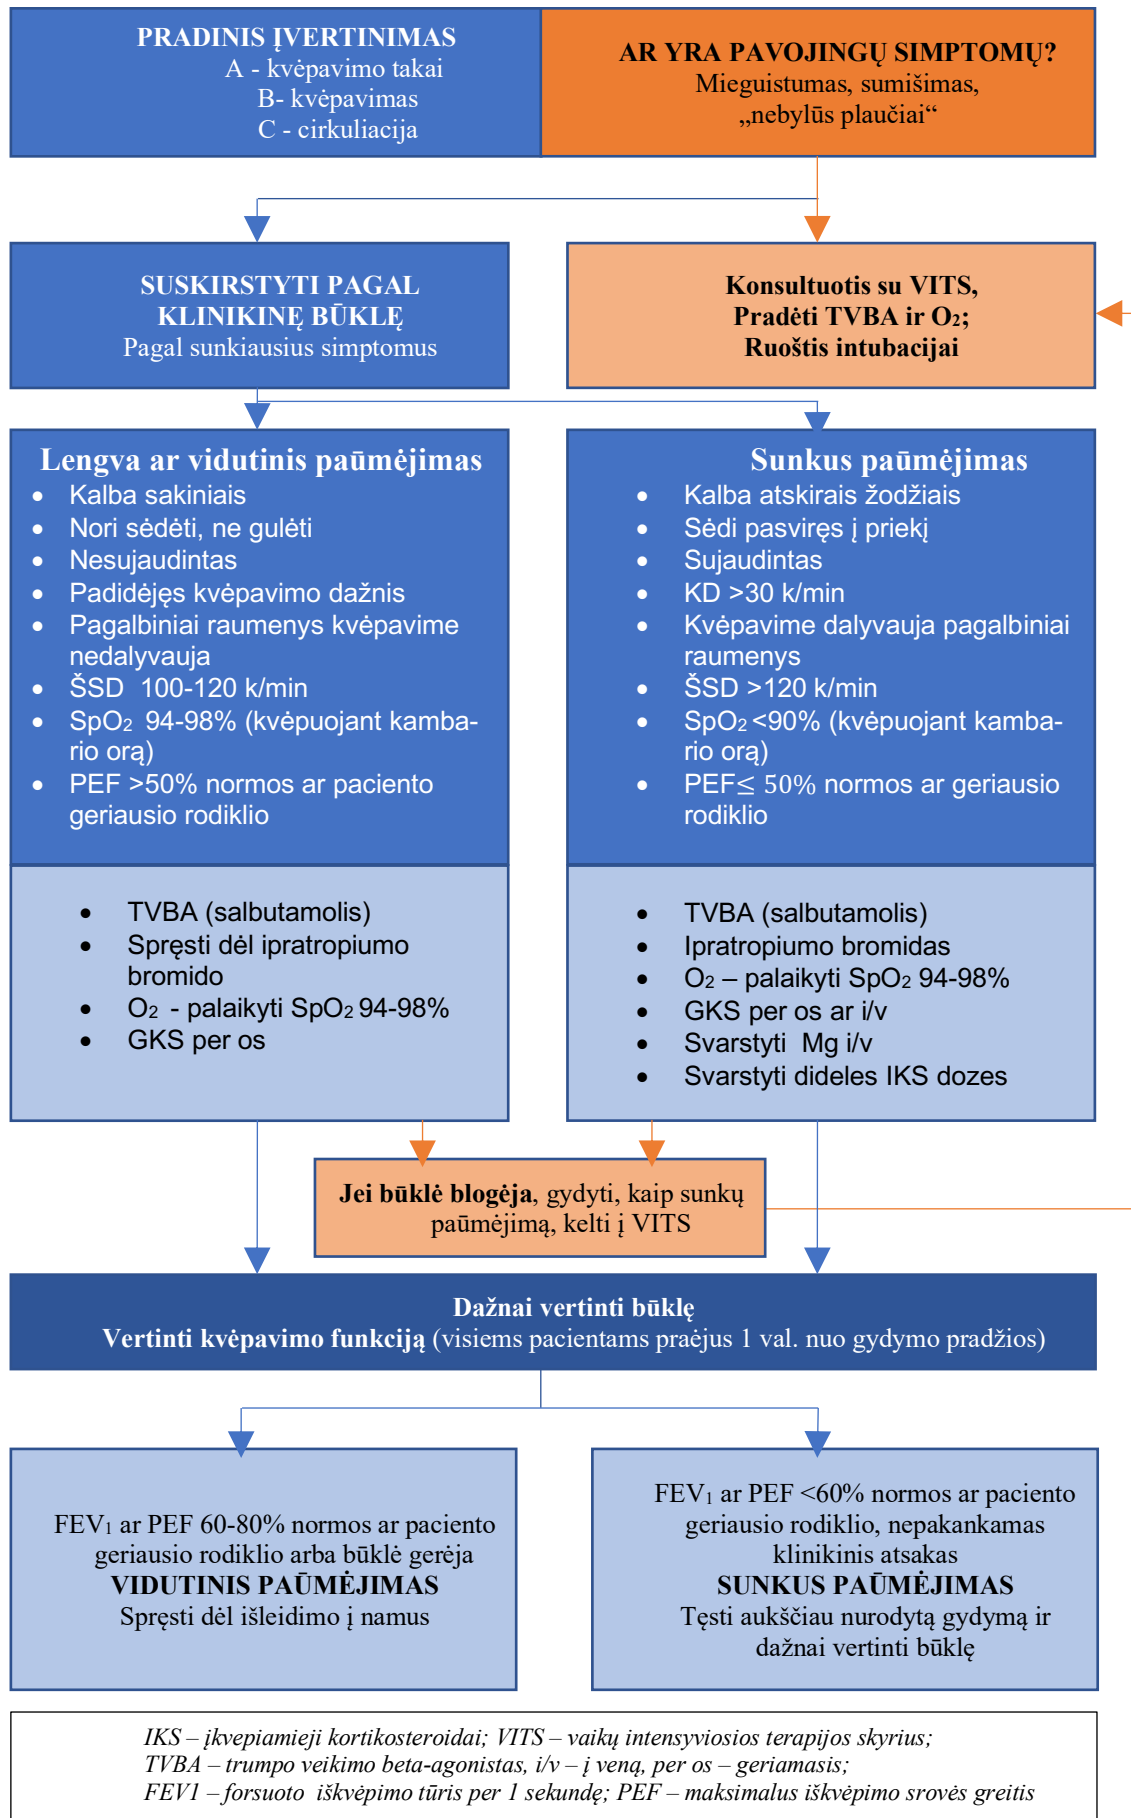 PRADINIS ĮVERTINIMAS
A - kvėpavimo takai
B- kvėpavimas
C - cirkuliacija
AR YRA PAVOJINGŲ SIMPTOMŲ?
Mieguistumas, sumišimas,
„nebylūs plaučiai“
SUSKIRSTYTI PAGAL
KLINIKINĘ BŪKLĘ
Pagal sunkiausius simptomus
Konsultuotis su VITS,
Pradėti TVBA ir O₂;
Ruoštis intubacijai
Lengva ar vidutinis paūmėjimas
• Kalba sakiniais
• Nori sėdėti, ne gulėti
• Nesujaudintas
• Padidėjęs kvėpavimo dažnis
• Pagalbiniai raumenys kvėpavime
nedalyvauja
• ŠSD 100-120 k/min
• SpO₂ 94-98% (kvėpuojant kamba-
rio orą)
• PEF >50% normos ar paciento
geriausio rodiklio
Sunkus paūmėjimas
• Kalba atskirais žodžiais
• Sėdi pasviręs į priekį
• Sujaudintas
• KD >30 k/min
• Kvėpavime dalyvauja pagalbiniai
raumenys
• ŠSD >120 k/min
• SpO₂ <90% (kvėpuojant kamba-
rio orą)
• PEF≤ 50% normos ar geriausio
rodiklio
• TVBA (salbutamolis)
• Spręsti dėl ipratropiumo
bromido
• O₂ - palaikyti SpO₂ 94-98%
• GKS per os
• TVBA (salbutamolis)
• Ipratropiumo bromidas
• O₂ – palaikyti SpO₂ 94-98%
• GKS per os ar i/v
• Svarstyti Mg i/v
• Svarstyti dideles IKS dozes
Jei būklė blogėja, gydyti, kaip sunkų
paūmėjimą, kelti į VITS
Dažnai vertinti būklę
Vertinti kvėpavimo funkciją (visiems pacientams praėjus 1 val. nuo gydymo pradžios)
FEV₁ ar PEF 60-80% normos ar paciento
geriausio rodiklio arba būklė gerėja
VIDUTINIS PAŪMĖJIMAS
Spręsti dėl išleidimo į namus
FEV₁ ar PEF <60% normos ar paciento
geriausio rodiklio, nepakankamas
klinikinis atsakas
SUNKUS PAŪMĖJIMAS
Tęsti aukščiau nurodytą gydymą ir
dažnai vertinti būklę
IKS – įkvepiamieji kortikosteroidai; VITS – vaikų intensyviosios terapijos skyrius;
TVBA – trumpo veikimo beta-agonistas, i/v – į veną, per os – geriamasis;
FEV1 – forsuoto iškvėpimo tūris per 1 sekundę; PEF – maksimalus iškvėpimo srovės greitis